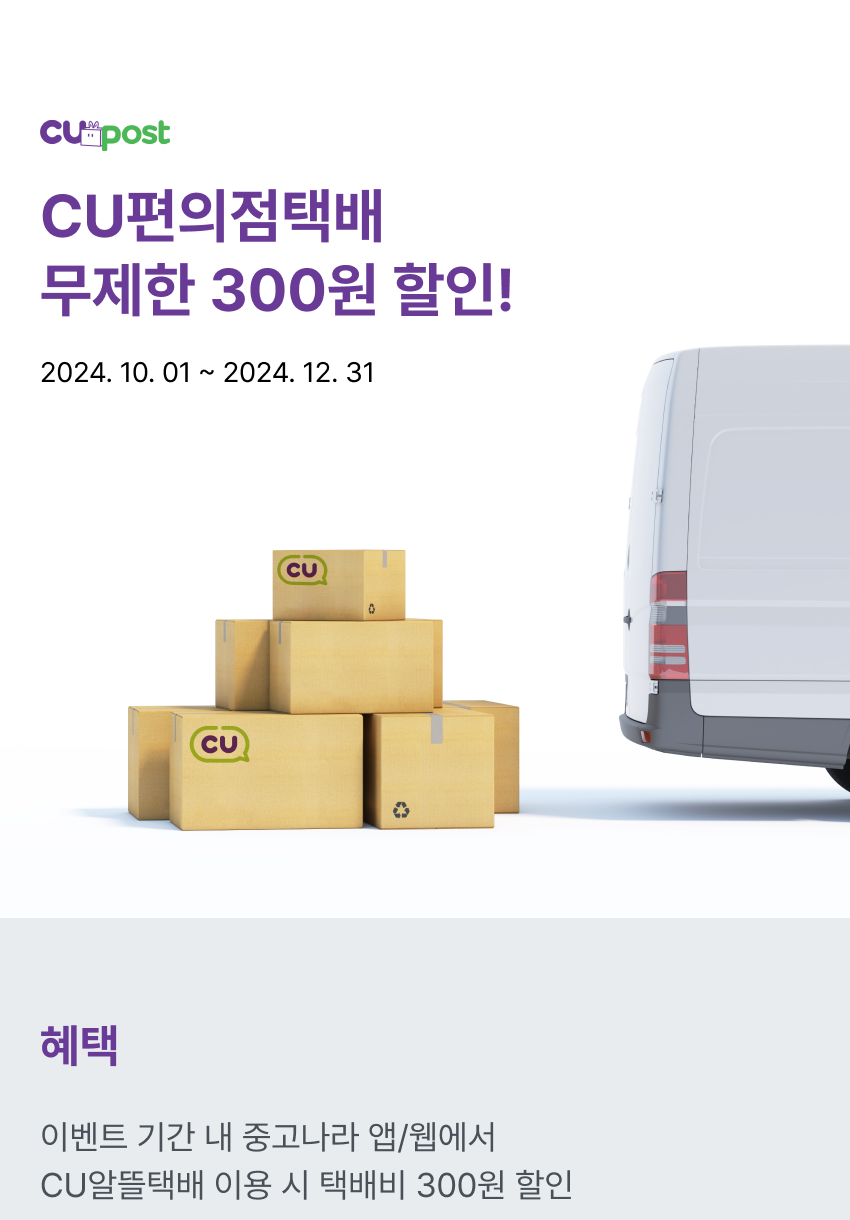 CU post
CU편의점택배
무제한 300원 할인!
2024. 10. 01 ~ 2024. 12. 31
CU
CU
혜택
이벤트 기간 내 중고나라 앱/웹에서
CU알뜰택배 이용 시 택배비 300원 할인